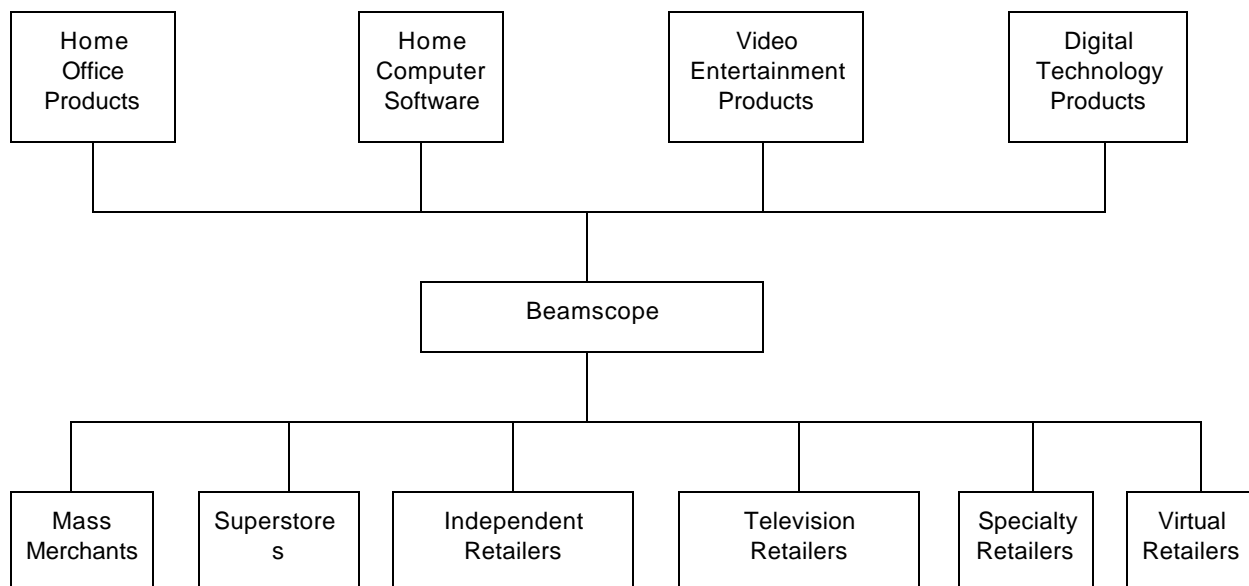 Home
Office
Products
Home
Computer
Software
Video
Entertainment
Products
Digital
Technology
Products
Beamscope
Mass
Merchants
Superstore
s
Independent
Retailers
Television
Retailers
Specialty
Retailers
Virtual
Retailers